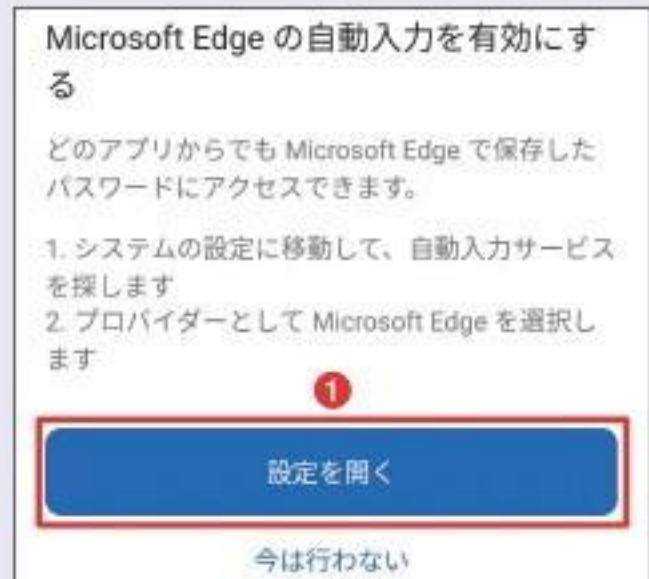 Microsoft Edge の自動入力を有効にす
る
どのアプリからでも Microsoft Edge で保存した
パスワードにアクセスできます。
1. システムの設定に移動して、自動入力サービス
を探します
2. プロバイダーとして Microsoft Edge を選択し
ます
1
設定を開く
今は行わない